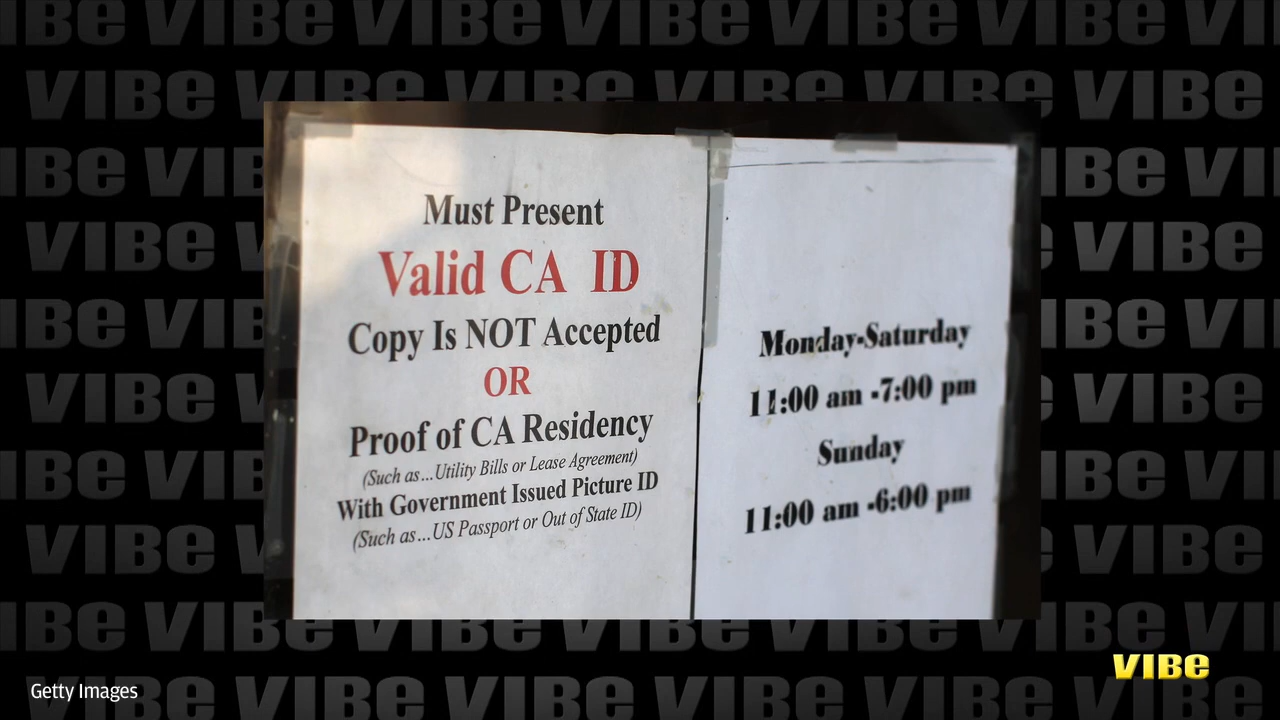 Must Present
Valid CA ID
Copy Is NOT Accepted
OR
Proof of CA Residency
(Such as...Utility Bills or Lease Agreement)
With Government Issued Picture ID
(Such as...US Passport or Out of State ID)
Monday-Saturday
11:00 am -7:00 pm
Sunday
11:00 am -6:00 pm
Getty Images
VIBE